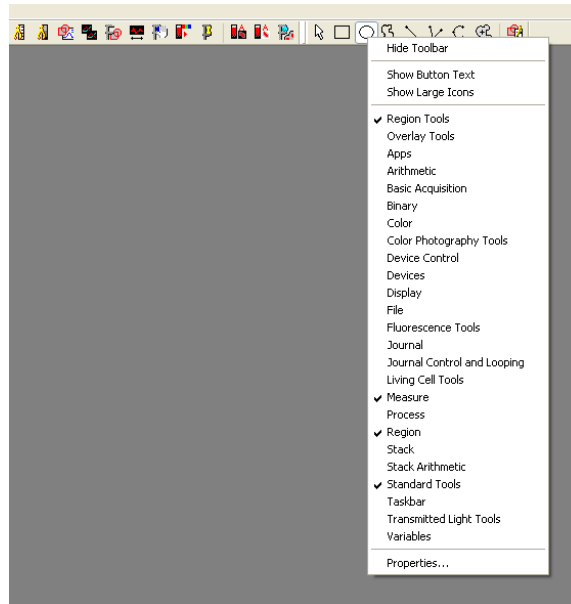 Hide Toolbar
Show Button Text
Show Large Icons
Region Tools
Overlay Tools
Apps
Arithmetic
Basic Acquisition
Binary
Color
Color Photography Tools
Device Control
Devices
Display
File
Fluorescence Tools
Journal
Journal Control and Looping
Living Cell Tools
Measure
Process
Region
Stack
Stack Arithmetic
Standard Tools
Taskbar
Transmitted Light Tools
Variables
Properties...